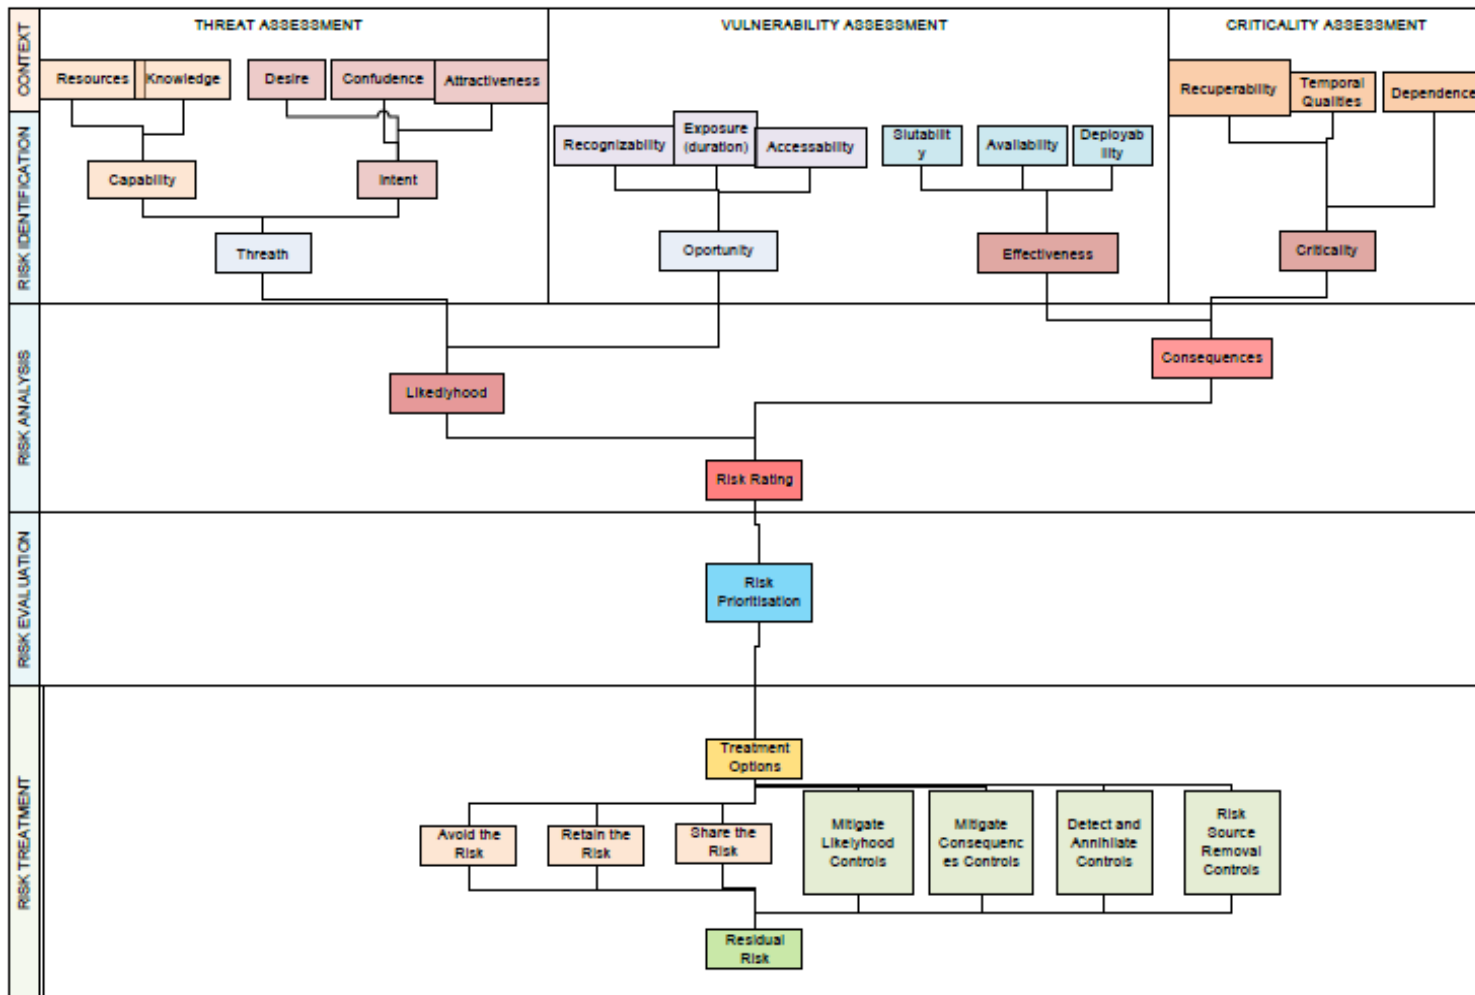 THREAT ASSESSMENT
VULNERABILITY ASSESSMENT
CRITICALITY ASSESSMENT
CONTEXT
Resources
Knowledge
Desire
Confudence
Attractiveness
Recuperability
Temporal
Qualities
Dependence
RISK IDENTIFICATION
Recognizability
Exposure
(duration)
Accessability
Slutabilit
y
Availability
Deployab
ility
Capability
Intent
Threath
Oportunity
Effectiveness
Criticality
RISK ANALYSIS
Consequences
Likedlyhood
Risk Rating
RISK EVALUATION
Risk
Prioritisation
RISK TREATMENT
Treatment
Options
Avoid the
Risk
Retain the
Risk
Share the
Risk
Mitigate
Likelyhood
Controls
Mitigate
Consequenc
es Controls
Detect and
Annihilate
Controls
Risk
Source
Removal
Controls
Residual
Risk